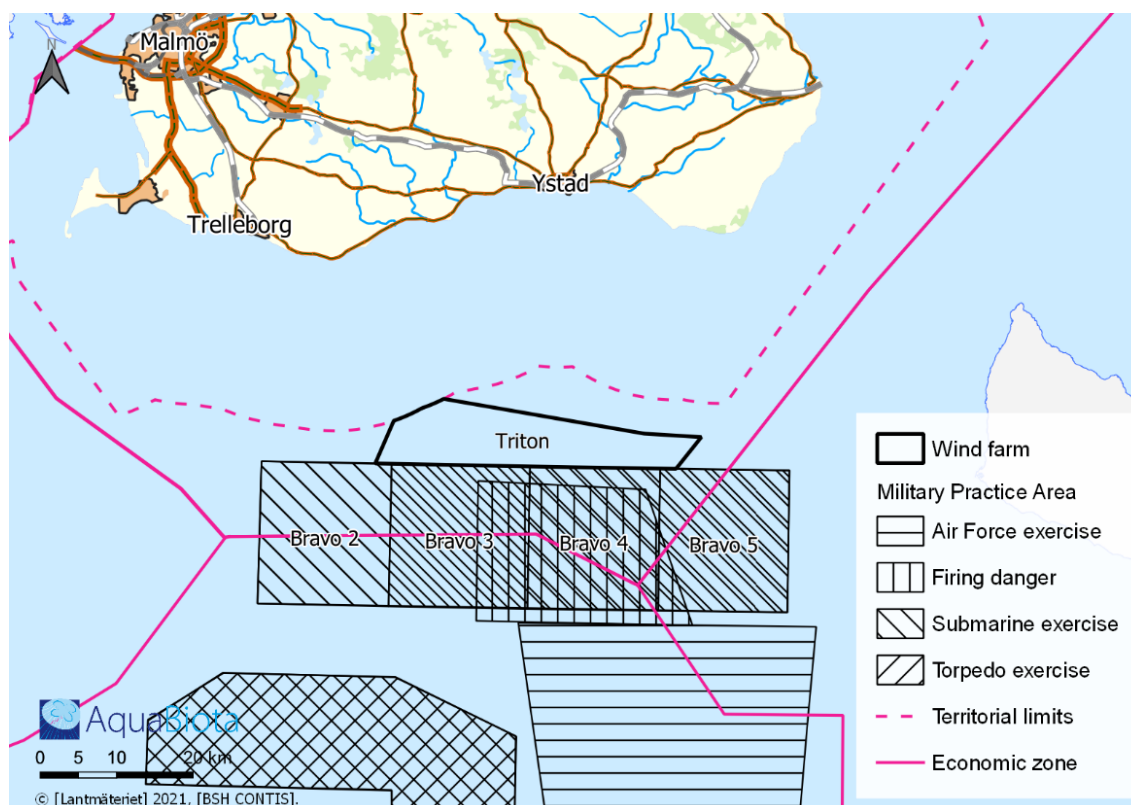 Malmö
N
Ystad
Trelleborg
Triton
Bravo 2
Bravo 3
Bravo 4
Bravo 5
Wind farm
Military Practice Area
Air Force exercise
Firing danger
Submarine exercise
Torpedo exercise
Territorial limits
Economic zone
AquaBiota
0 5 10 20 km
© [Lantmäteriet] 2021, [BSH CONTIS].